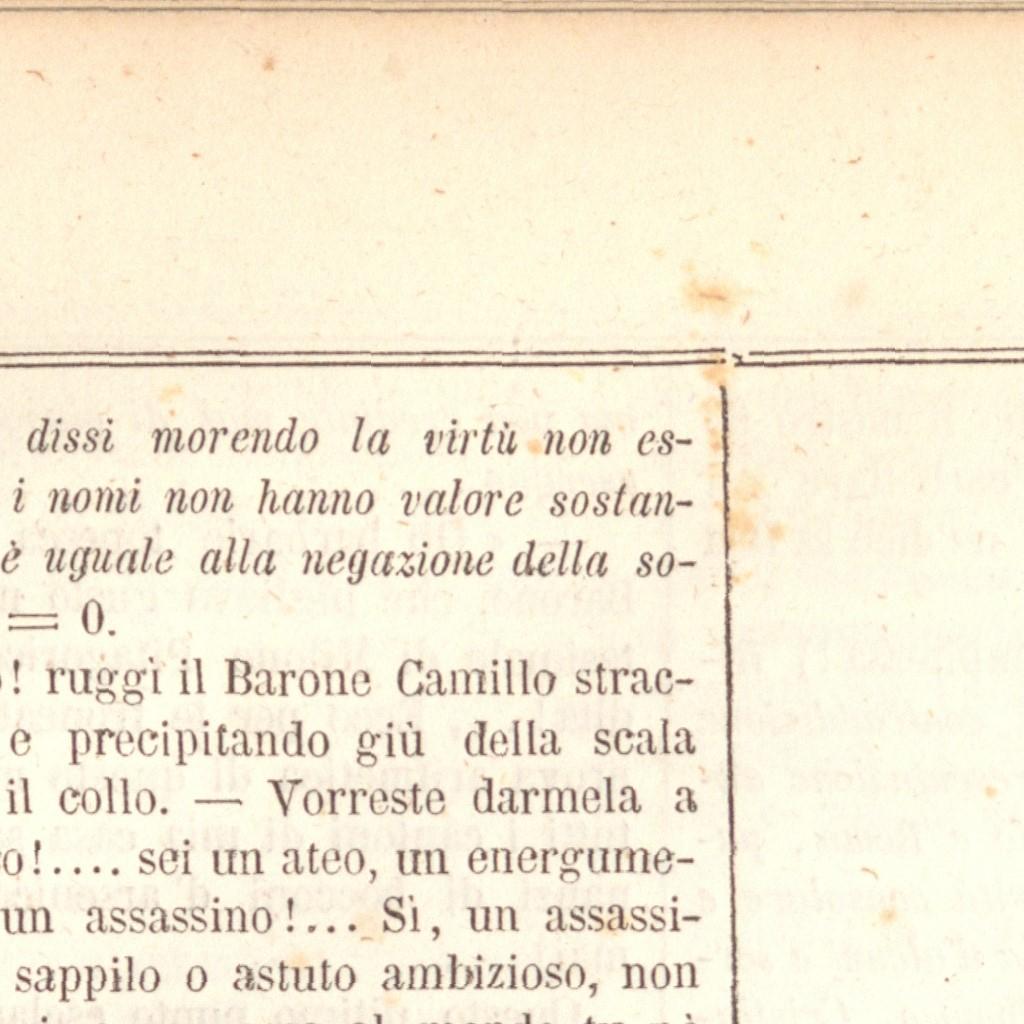 dissi morendo la virtù non es-
i nomi non hanno valore sostan-
è uguale alla negazione della so-
= 0.
! ruggì il Barone Camillo strac-
e precipitando giù della scala
il collo. — Vorreste darmela a
o!.... sei un ateo, un energume-
un assassino!... Sì, un assassi-
sappilo o astuto ambizioso, non